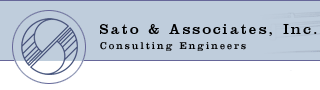 Sato & Associates, Inc.
Consulting Engineers